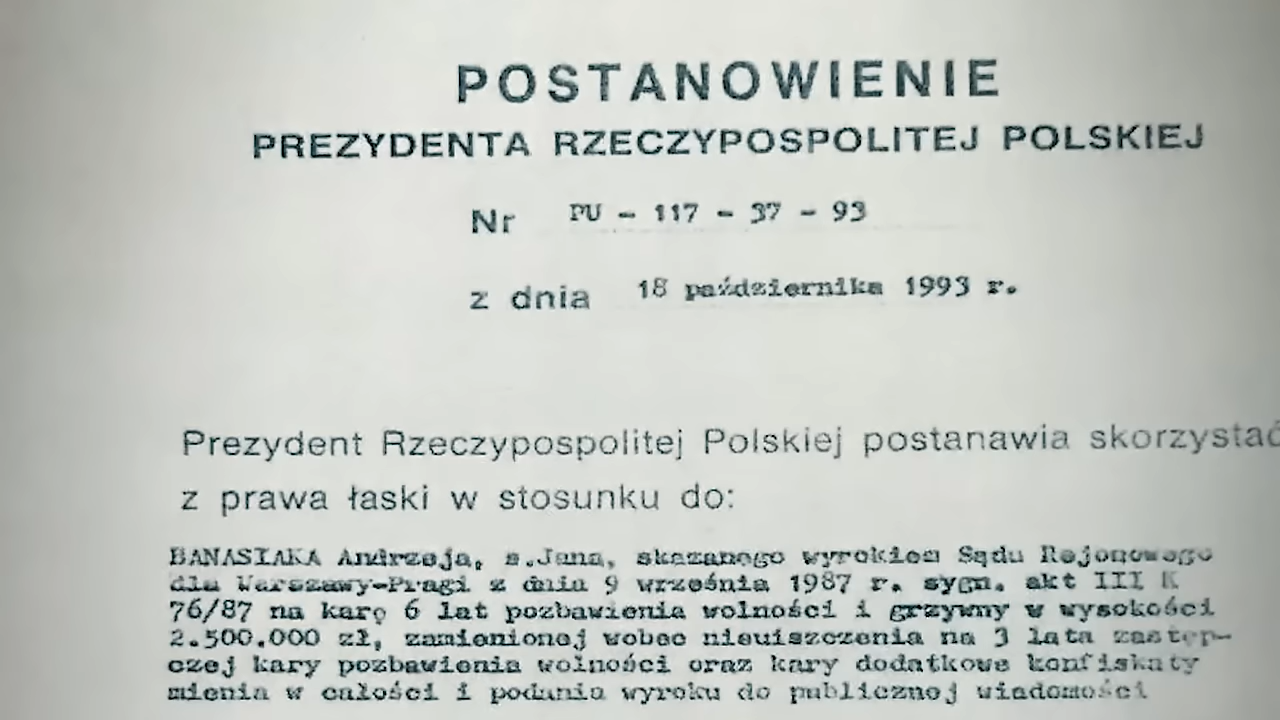 POSTANOWIENIE
PREZYDENTA RZECZYPOSPOLITEJ POLSKIEJ
Nr PU - 117 - 37 - 93
z dnia 18 października 1993 r.
Prezydent Rzeczypospolitej Polskiej postanawia skorzystać
z prawa łaski w stosunku do:
BANASIAKA Andrzeja, s.Jana, skazanego wyrokiem Sądu Rejonowego
dla Warszawy-Pragi z dnia 9 września 1987 r. sygn. akt III K
76/87 na karę 6 lat pozbawienia wolności i grzywny w wysokości
2.500.000 zł, zamienionej wobec nieuiszczenia na 3 lata zastęp-
czej kary pozbawienia wolności oraz kary dodatkowe konfiskaty
mienia w całości i podania wyroku do publicznej wiadomości